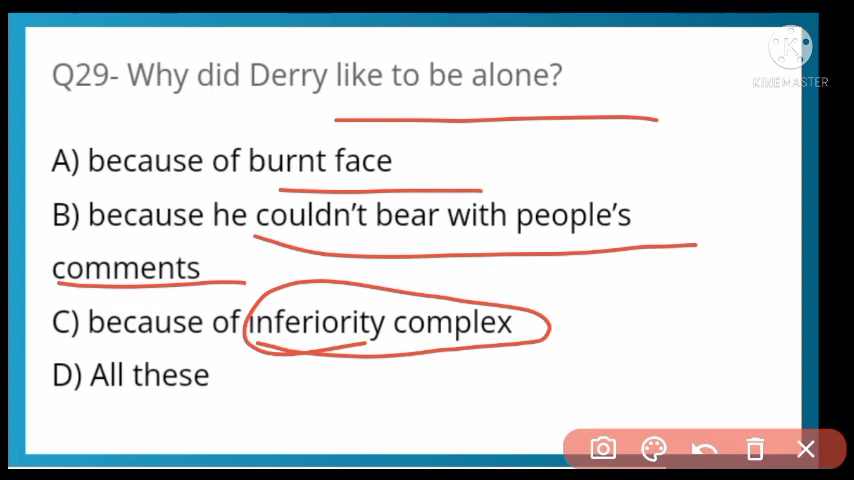 Q29- Why did Derry like to be alone?
KINEMASTER
A) because of burnt face
B) because he couldn't bear with people's
comments
C) because of inferiority complex
D) All these